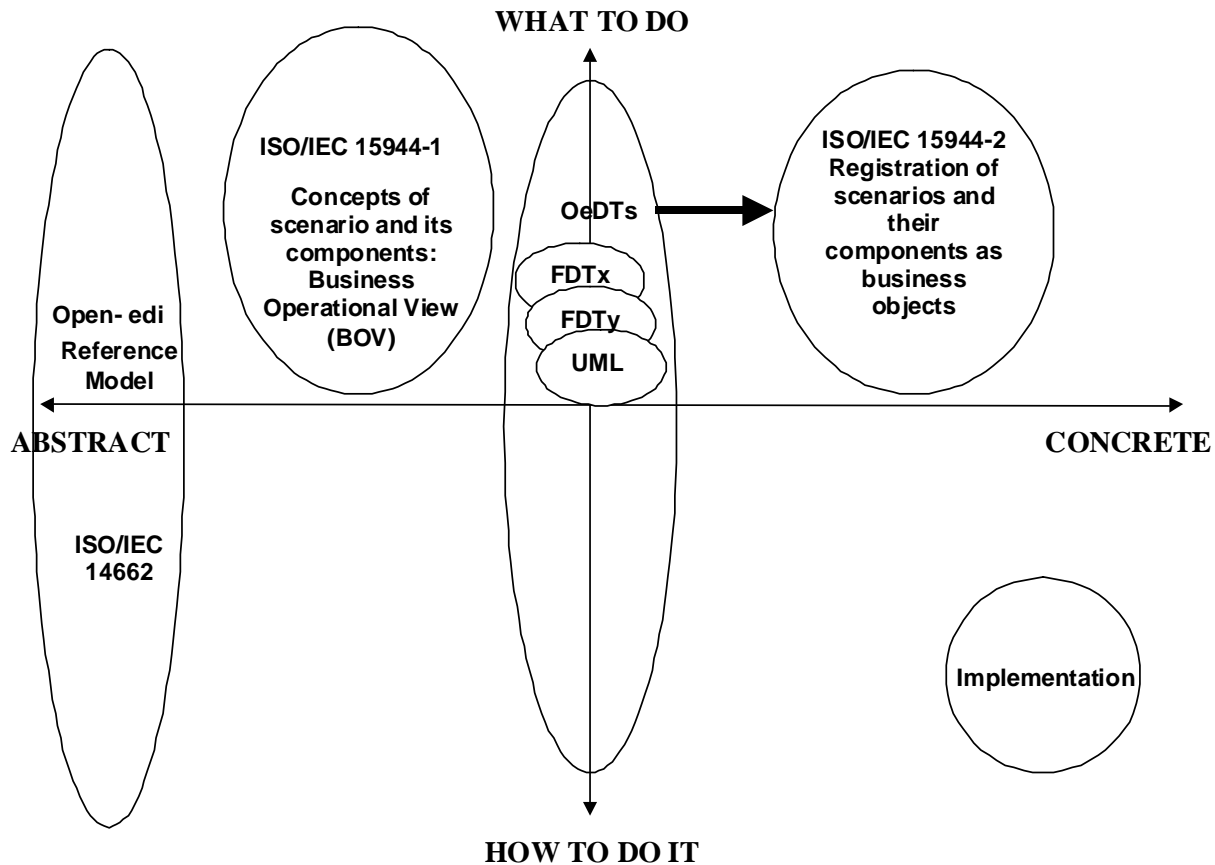 WHAT TO DO
ISO/IEC 15944-1
Concepts of
scenario and its
components:
Business
Operational View
(BOV)
ISO/IEC 15944-2
Registration of
scenarios and
their
components as
business
objects
OeDTs
FDTx
FDTy
UML
Open- edi
Reference
Model
ABSTRACT
CONCRETE
ISO/IEC
14662
Implementation
HOW TO DO IT